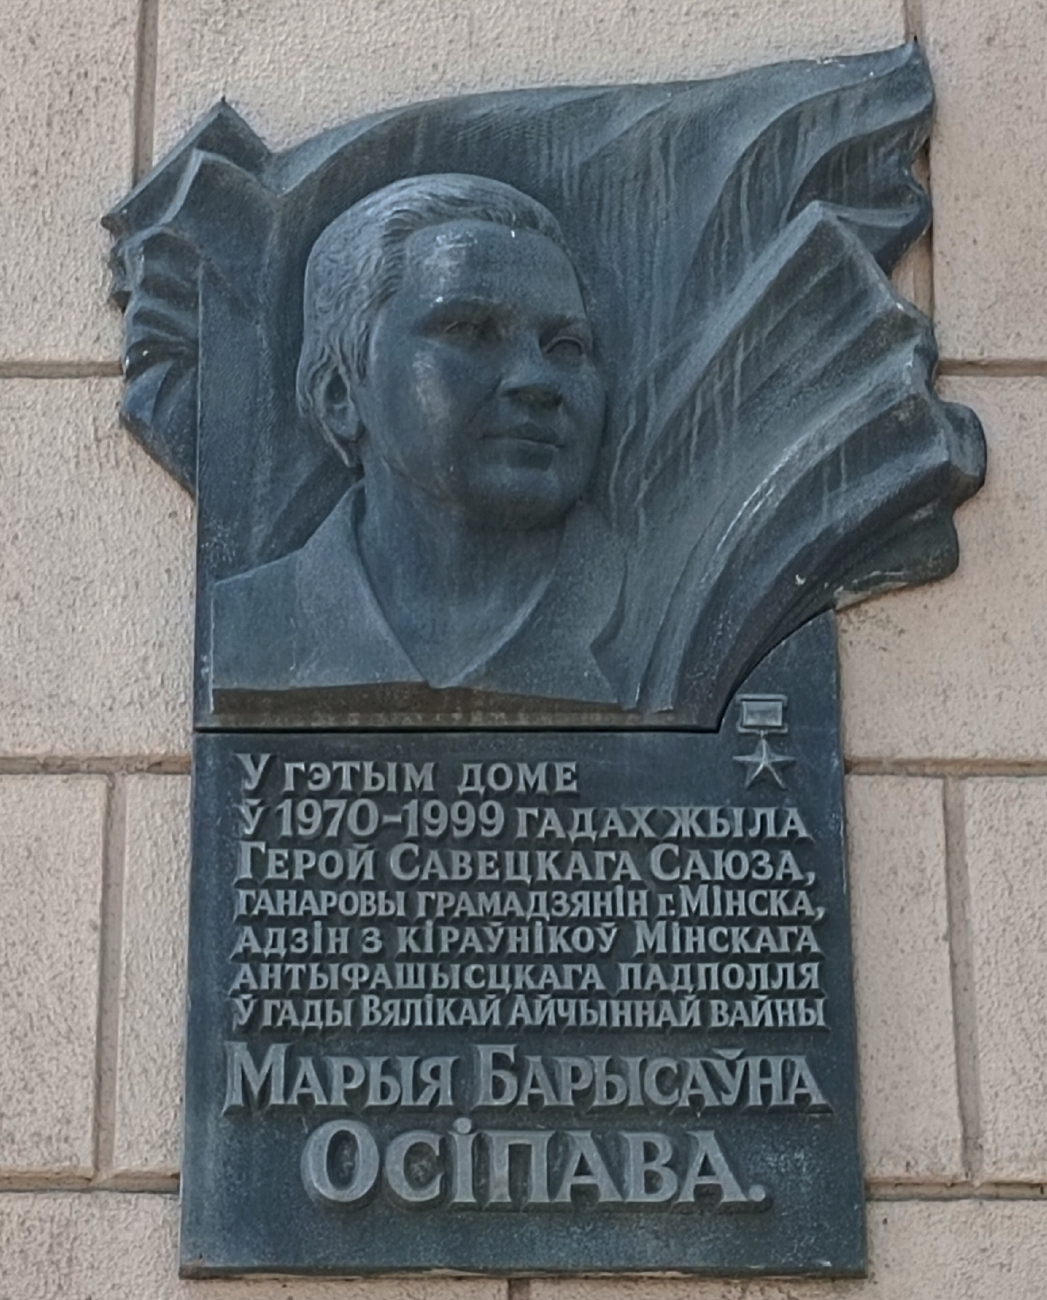 У гэтым доме
ў 1970–1999 гадах жыла
Герой Савецкага Саюза,
ганаровы грамадзянін г. Мінска,
адзін з кіраўнікоў Мінскага
антыфашысцкага падполля
ў гады Вялікай Айчыннай вайны
Марыя Барысаўна
Осіпава.